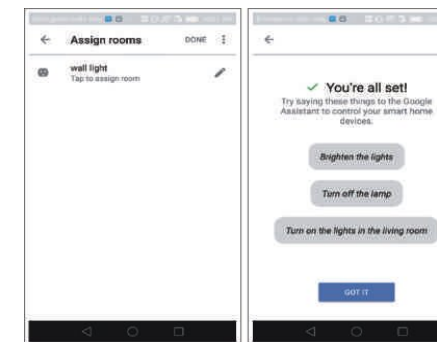 Assign rooms
DONE
wall light
Tap to assign room
You're all set!
Try saying these things to the Google
Assistant to control your smart home
devices.
Brighten the lights
Turn off the lamp
Turn on the lights in the living room
GOT IT